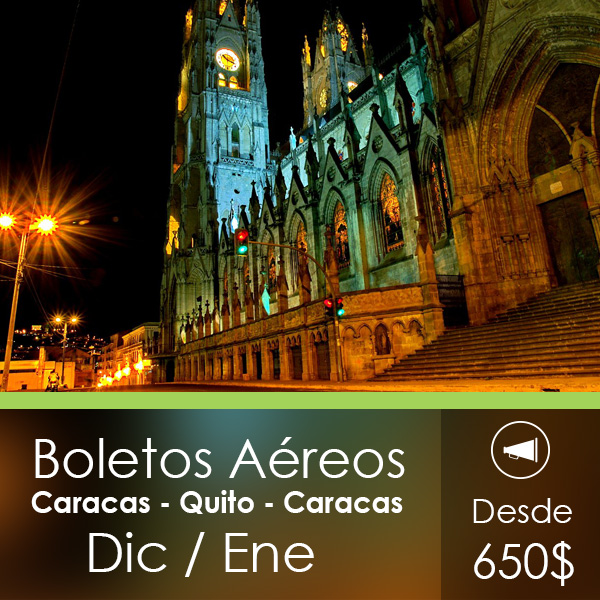 Boletos Aéreos
Caracas - Quito - Caracas
Dic / Ene
Desde
650$